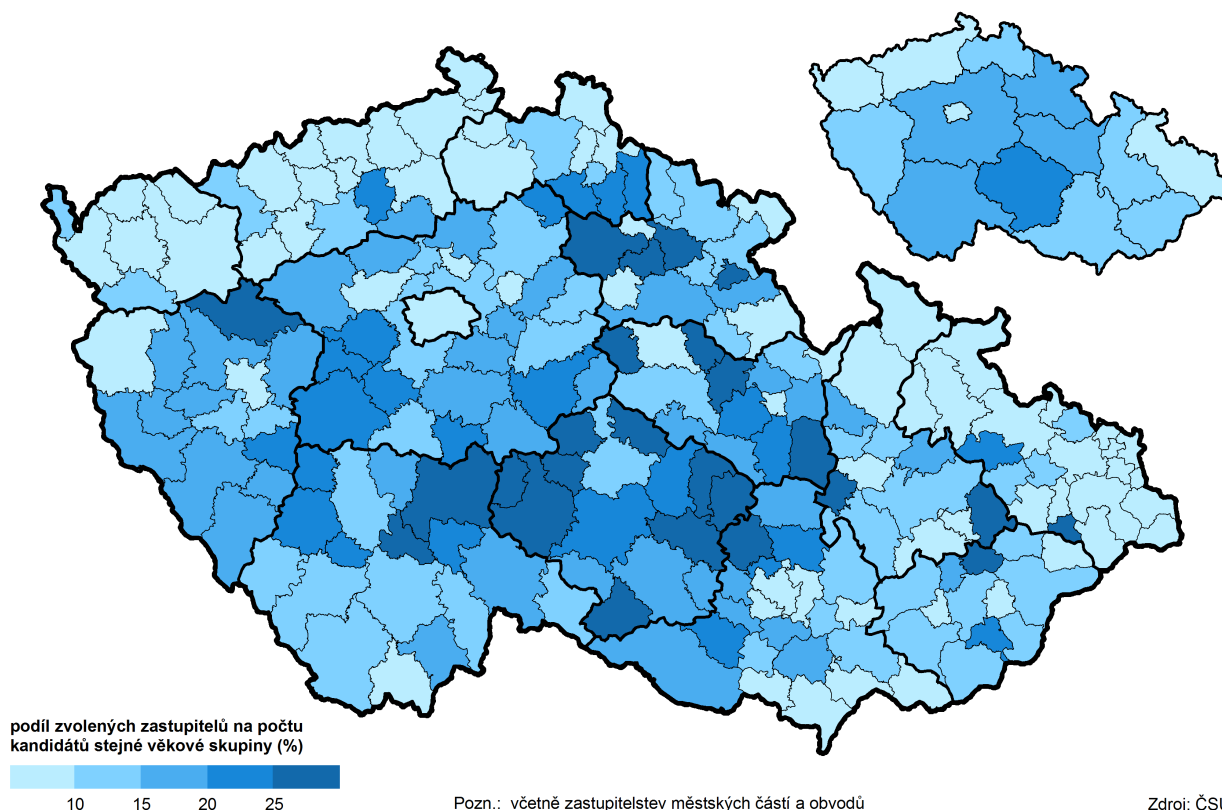 podíl zvolených zastupitelů na počtu
kandidátů stejné věkové skupiny (%)
10 15 20 25
Pozn.: včetně zastupitelstev městských částí a obvodů
Zdroj: ČSÚ